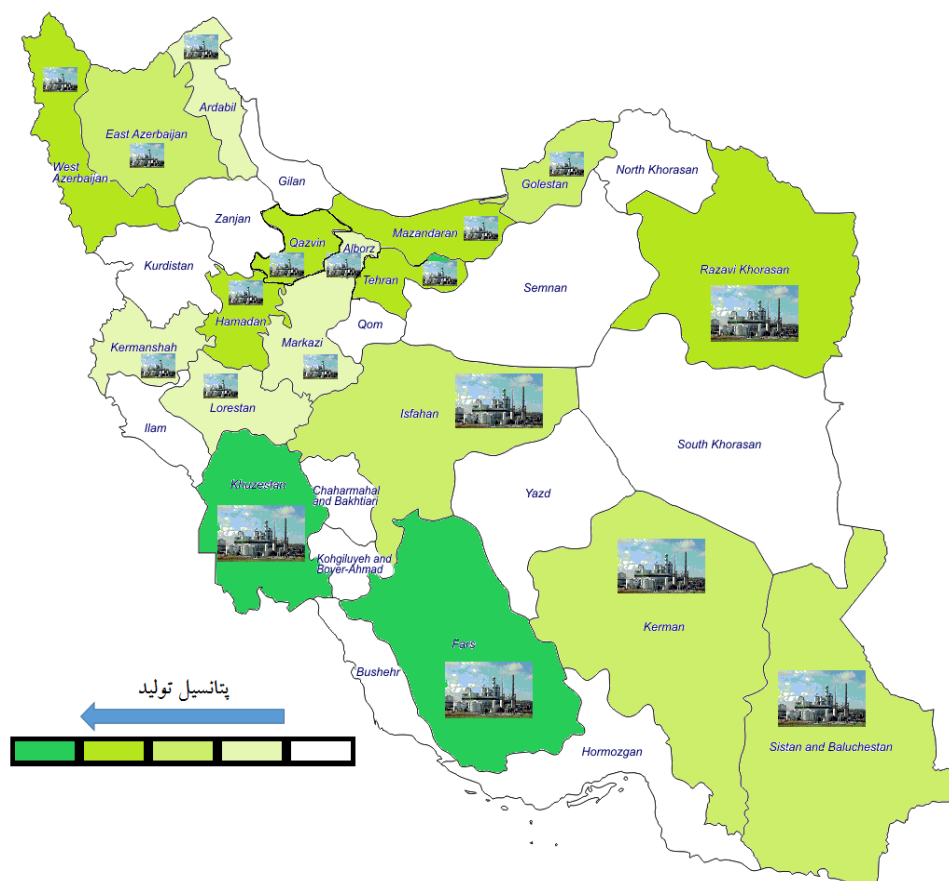 Ardabil
East Azerbaijan
West
Azerbaijan
Gilan
Zanjan
Golestan
North Khorasan
Mazandaran
Qazvin
Alborz
Tehran
Razavi Khorasan
Kurdistan
Semnan
Hamadan
Qom
Markazi
Kermanshah
Lorestan
Isfahan
Ilam
South Khorasan
Khuzestan
Chaharmahal
and Bakhtiari
Yazd
Kohgiluyeh and
Boyer-Ahmad
Kerman
Fars
Bushehr
پتانسیل تولید
Hormozgan
Sistan and Baluchestan